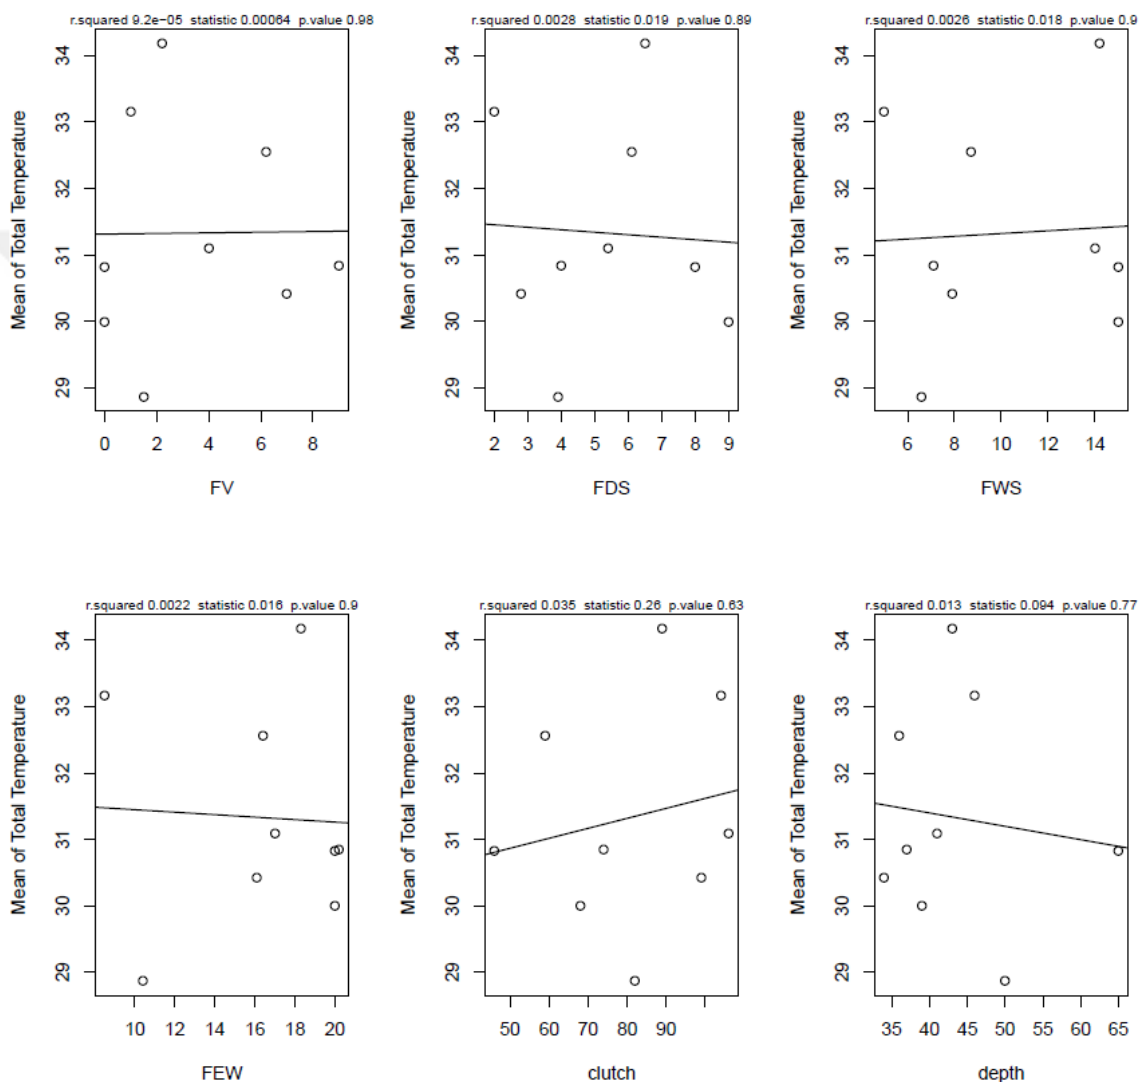 r.squared 9.2e−05 statistic 0.00064 p.value 0.98
Mean of Total Temperature
34
33
32
31
30
29
0 2 4 6 8
FV
r.squared 0.0028 statistic 0.019 p.value 0.89
Mean of Total Temperature
34
33
32
31
30
29
2 3 4 5 6 7 8 9
FDS
r.squared 0.0026 statistic 0.018 p.value 0.9
Mean of Total Temperature
34
33
32
31
30
29
6 8 10 12 14
FWS
r.squared 0.0022 statistic 0.016 p.value 0.9
Mean of Total Temperature
34
33
32
31
30
29
10 12 14 16 18 20
FEW
r.squared 0.035 statistic 0.26 p.value 0.63
Mean of Total Temperature
34
33
32
31
30
29
50 60 70 80 90
clutch
r.squared 0.013 statistic 0.094 p.value 0.77
Mean of Total Temperature
34
33
32
31
30
29
35 40 45 50 55 60 65
depth